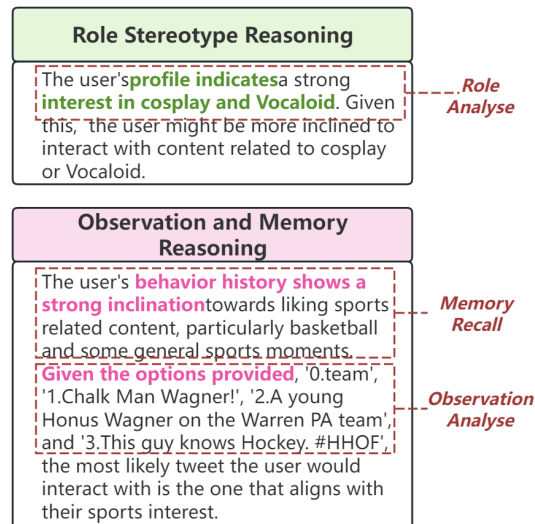 Role Stereotype Reasoning
The user'sprofile indicatesa strong
interest in cosplay and Vocaloid. Given
this,  the user might be more inclined to
interact with content related to cosplay
or Vocaloid.
Role
Analyse
Observation and Memory
Reasoning
The user's behavior history shows a
strong inclinationtowards liking sports
related content, particularly basketball
and some general sports moments.
Memory
Recall
Given the options provided, '0.team',
'1.Chalk Man Wagner!', '2.A young
Honus Wagner on the Warren PA team',
and '3.This guy knows Hockey. #HHOF',
the most likely tweet the user would
interact with is the one that aligns with
their sports interest.
Observation
Analyse